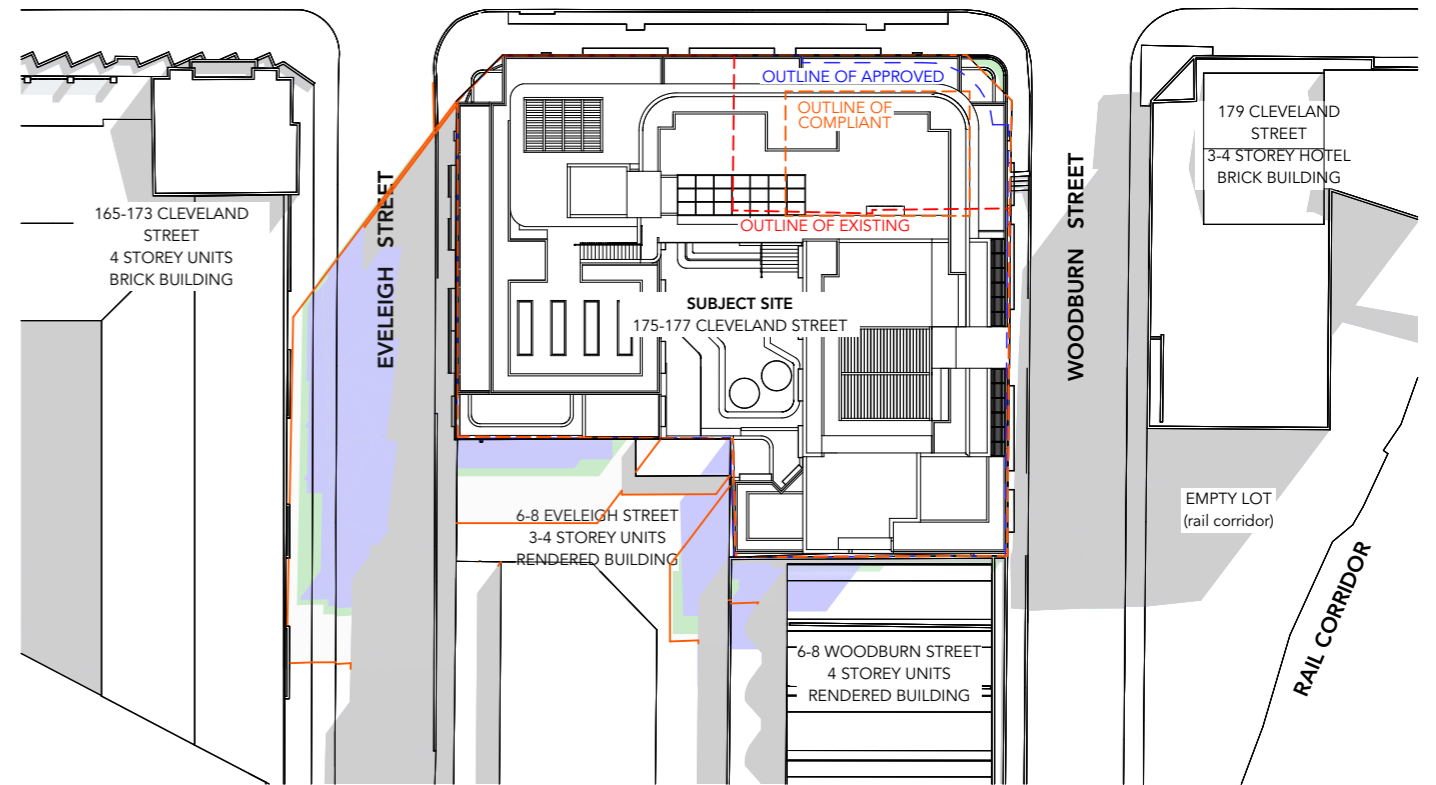 OUTLINE OF APPROVED
OUTLINE OF
COMPLIANT
OUTLINE OF EXISTING
165-173 CLEVELAND
STREET
4 STOREY UNITS
BRICK BUILDING
EVELEIGH STREET
SUBJECT SITE
175-177 CLEVELAND STREET
WOODBURN STREET
179 CLEVELAND
STREET
3-4 STOREY HOTEL
BRICK BUILDING
6-8 EVELEIGH STREET
3-4 STOREY UNITS
RENDERED BUILDING
6-8 WOODBURN STREET
4 STOREY UNITS
RENDERED BUILDING
EMPTY LOT
(rail corridor)
RAIL CORRIDOR